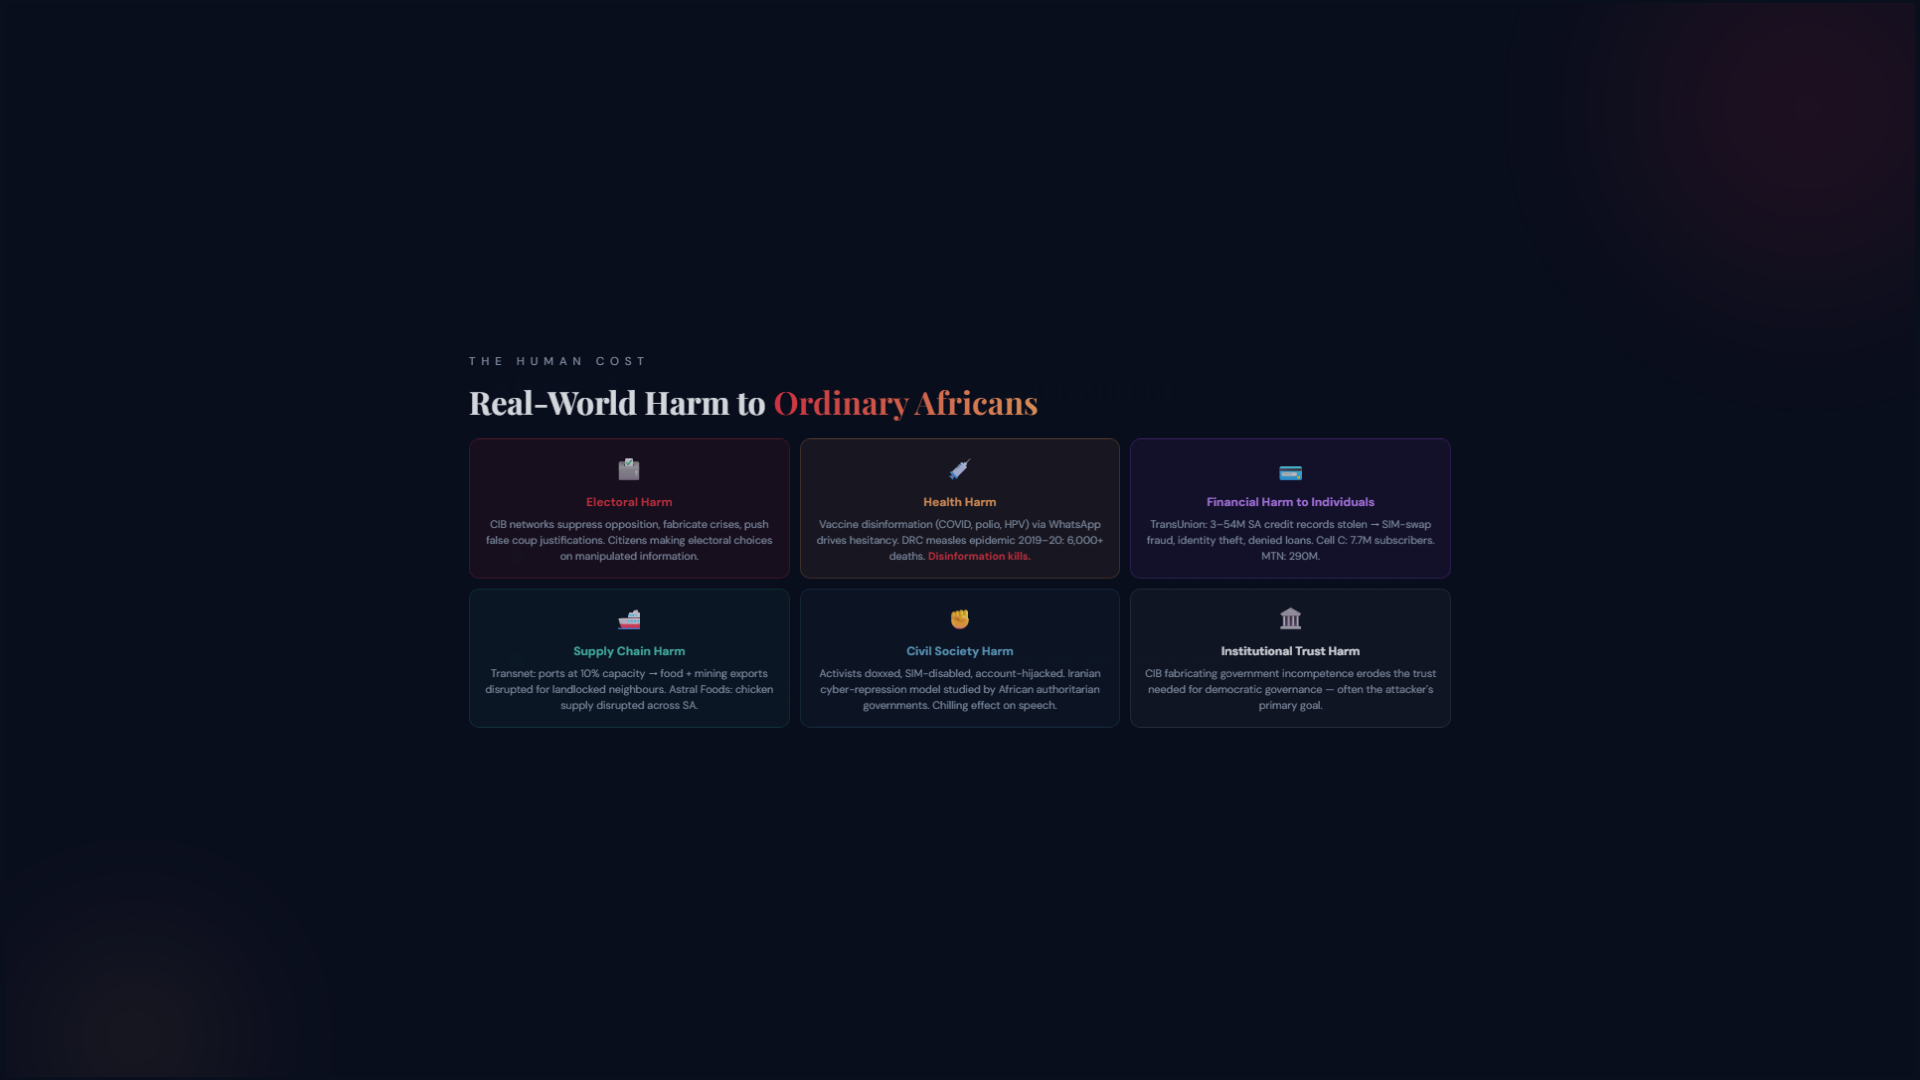 THE HUMAN COST
Real-World Harm to Ordinary Africans
Electoral Harm
CIB networks suppress opposition, fabricate crises, push
false coup justifications. Citizens making electoral choices
on manipulated information.
Health Harm
Vaccine disinformation (COVID, polio, HPV) via WhatsApp
drives hesitancy. DRC measles epidemic 2019–20: 6,000+
deaths. Disinformation kills.
Financial Harm to Individuals
TransUnion: 3–54M SA credit records stolen → SIM-swap
fraud, identity theft, denied loans. Cell C: 7.7M subscribers.
MTN: 290M.
Supply Chain Harm
Transnet: ports at 10% capacity → food + mining exports
disrupted for landlocked neighbours. Astral Foods: chicken
supply disrupted across SA.
Civil Society Harm
Activists doxxed, SIM-disabled, account-hijacked. Iranian
cyber-repression model studied by African authoritarian
governments. Chilling effect on speech.
Institutional Trust Harm
CIB fabricating government incompetence erodes the trust
needed for democratic governance — often the attacker's
primary goal.